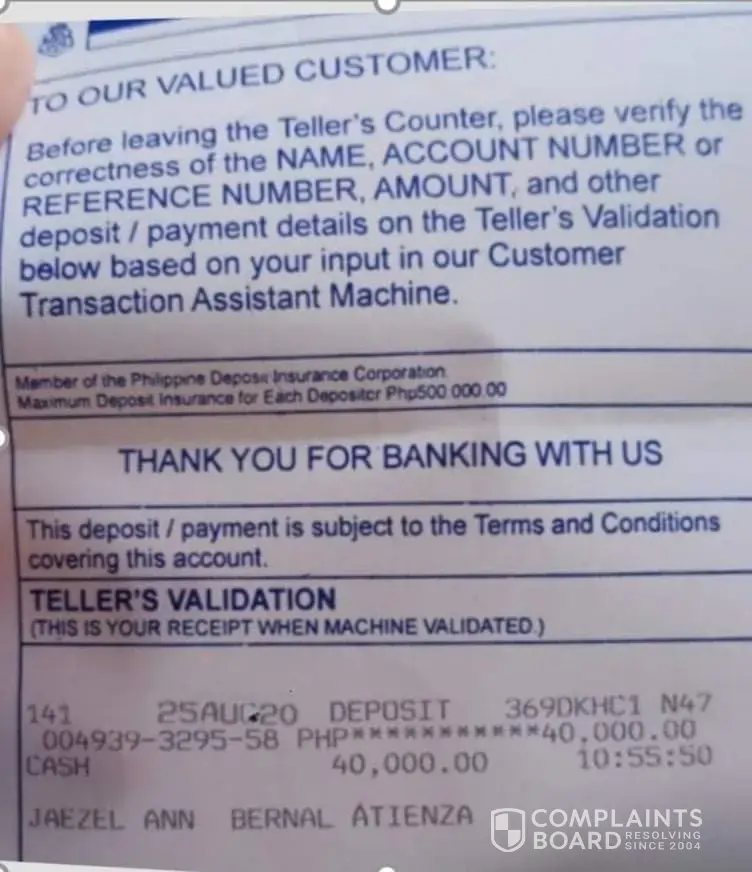 TO OUR VALUED CUSTOMER:
Before leaving the Teller's Counter, please verify the
correctness of the NAME, ACCOUNT NUMBER or
REFERENCE NUMBER, AMOUNT, and other
deposit / payment details on the Teller's Validation
below based on your input in our Customer
Transaction Assistant Machine.
Member of the Philippine Deposit Insurance Corporation.
Maximum Deposit Insurance for Each Depositor Php500,000.00
THANK YOU FOR BANKING WITH US
This deposit / payment is subject to the Terms and Conditions
covering this account.
TELLER'S VALIDATION
(THIS IS YOUR RECEIPT WHEN MACHINE VALIDATED.)
141 25AUG20 DEPOSIT 369DKHC1 N47
004939-3295-58 PHP***********40,000.00
CASH 40,000.00 10:55:50
JAEZEL ANN BERNAL ATIENZA
COMPLAINTS
BOARD RESOLVING
SINCE 2004